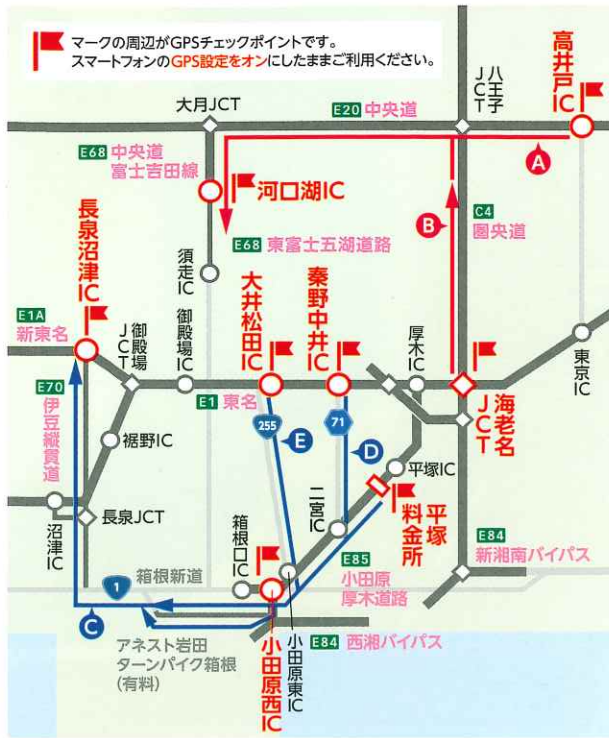 マークの周辺がGPSチェックポイントです。
スマートフォンのGPS設定をオンにしたままご利用ください。
高井戸IC
八王子JCT
大月JCT
E20 中央道
A
E68 中央道
富士吉田線
河口湖IC
B
C4
圏央道
E68 東富士五湖道路
須走IC
長泉沼津IC
E1A
新東名
御殿場JCT
御殿場IC
大井松田IC
秦野中井IC
厚木IC
東京IC
E1 東名
海老名JCT
E70
伊豆縦貫道
255
E
71
D
裾野IC
平塚IC
沼津IC
長泉JCT
二宮IC
平塚料金所
箱根口IC
E85
小田原
厚木道路
E84
新湘南バイパス
1
箱根新道
C
アネスト岩田
ターンパイク箱根
(有料)
小田原西IC
小田原東IC
E84 西湘バイパス